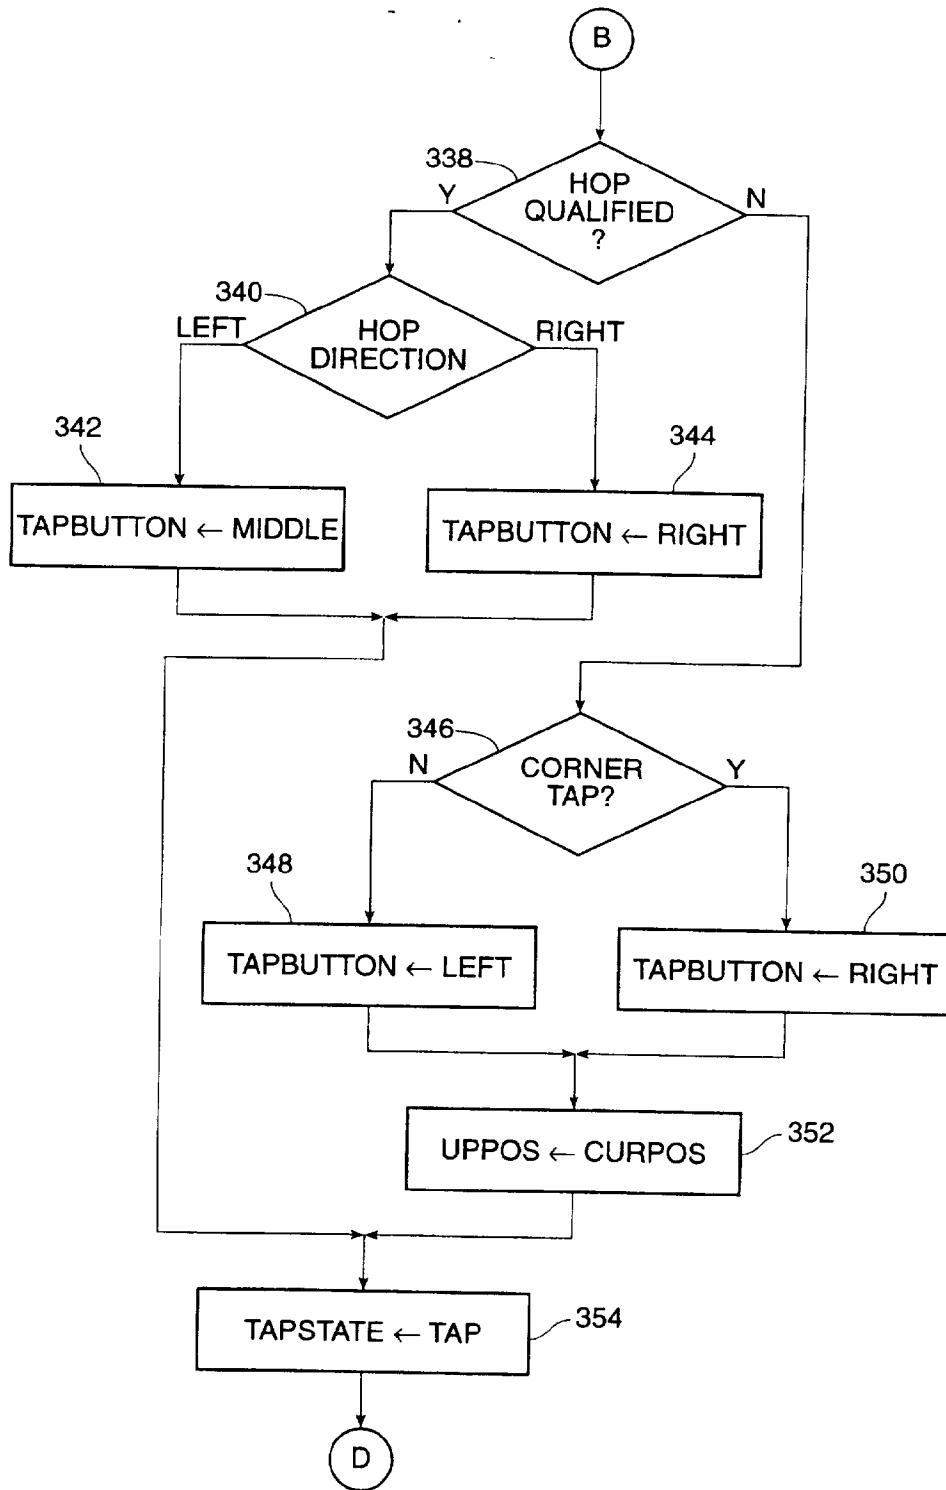 B
338
Y
HOP
QUALIFIED
?
N
340
LEFT
HOP
DIRECTION
RIGHT
342
TAPBUTTON ← MIDDLE
344
TAPBUTTON ← RIGHT
346
N
CORNER
TAP?
Y
348
TAPBUTTON ← LEFT
350
TAPBUTTON ← RIGHT
UPPOS ← CURPOS
352
TAPSTATE ← TAP
354
D